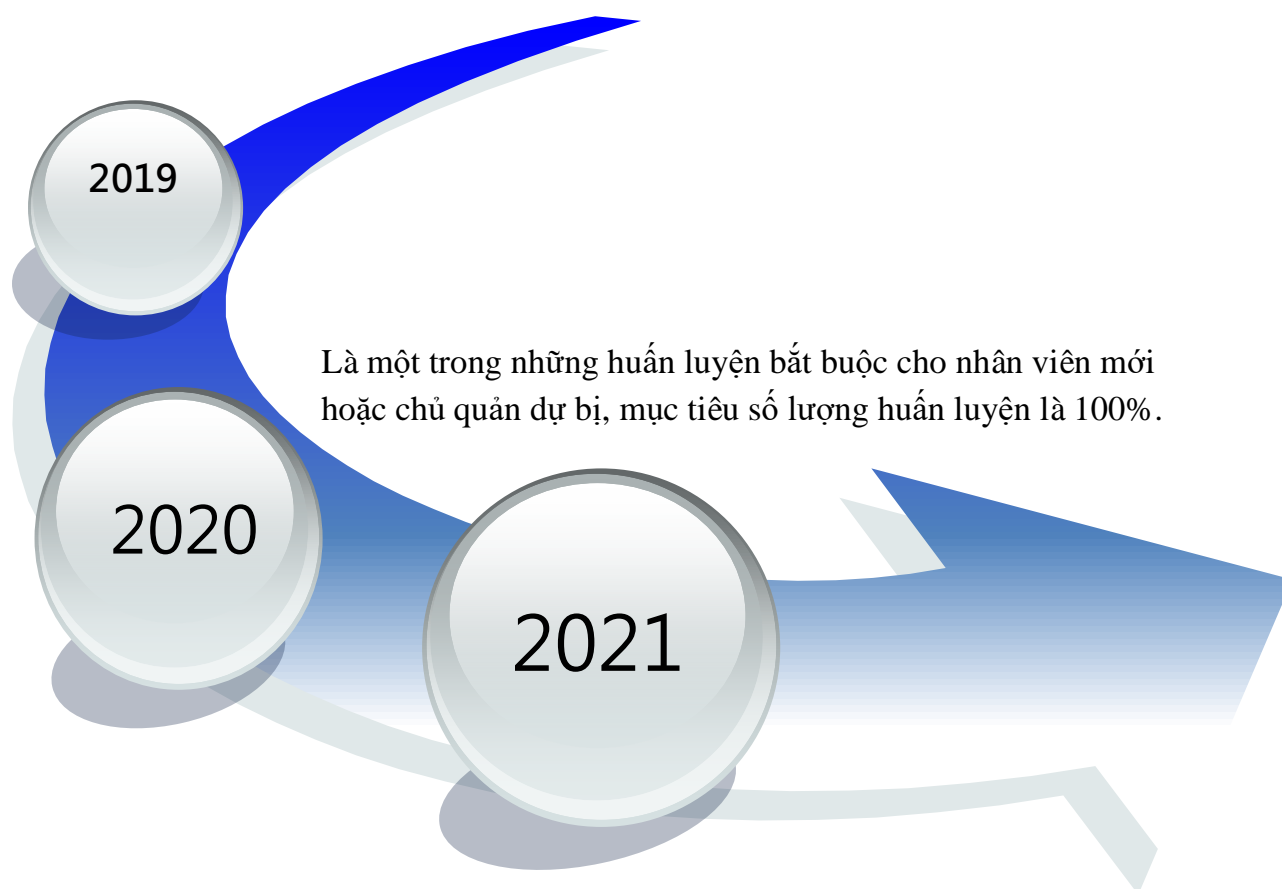 2019
Là một trong những huấn luyện bắt buộc cho nhân viên mới
hoặc chủ quản dự bị, mục tiêu số lượng huấn luyện là 100%.
2020
2021